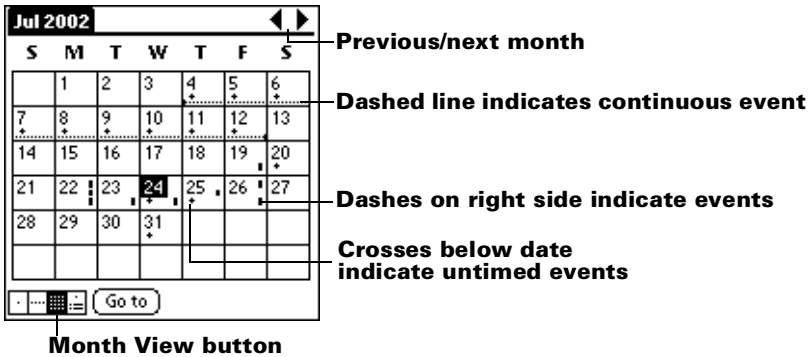 Jul 2002
Previous/next month
S M T W T F S
1 2 3 4 5 6
Dashed line indicates continuous event
7 8 9 10 11 12 13
14 15 16 17 18 19 20
21 22 23 24 25 26 27
Dashes on right side indicate events
28 29 30 31
Crosses below date
indicate untimed events
Go to
Month View button